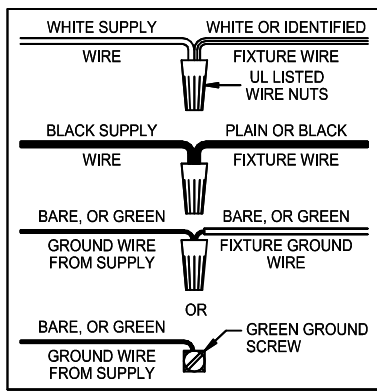 WHITE SUPPLY
WIRE
WHITE OR IDENTIFIED
FIXTURE WIRE
UL LISTED
WIRE NUTS
BLACK SUPPLY
WIRE
PLAIN OR BLACK
FIXTURE WIRE
BARE, OR GREEN
GROUND WIRE
FROM SUPPLY
BARE, OR GREEN
FIXTURE GROUND
WIRE
OR
BARE, OR GREEN
GROUND WIRE
FROM SUPPLY
GREEN GROUND
SCREW